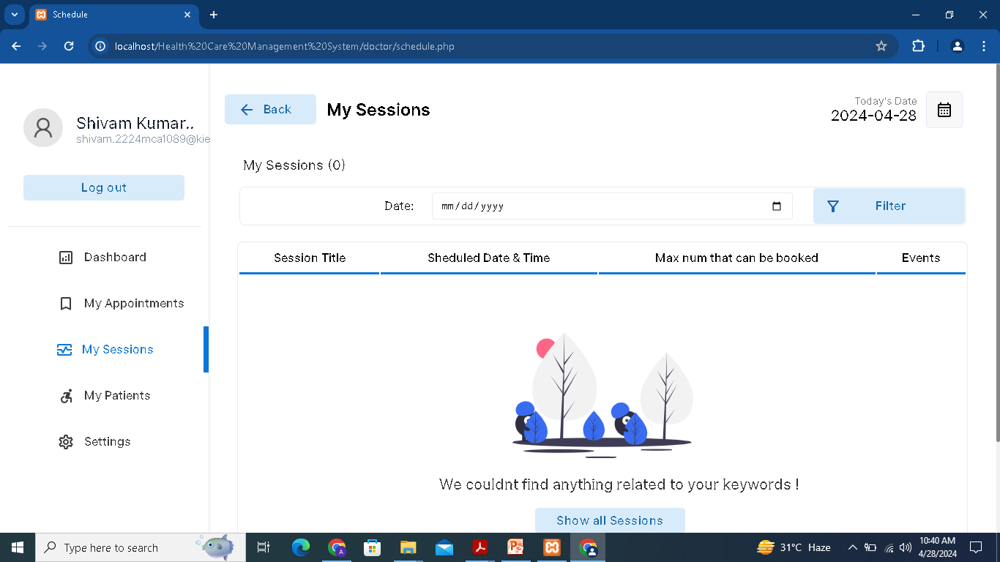 Schedule
localhost/Health%20Care%20Management%20System/doctor/schedule.php
Shivam Kumar..
shivam.2224mca1089@kie
Log out
Dashboard
My Appointments
My Sessions
My Patients
Settings
Back
My Sessions
Today's Date
2024-04-28
My Sessions (0)
Date:
mm/dd/yyyy
Filter
Session Title
Sheduled Date & Time
Max num that can be booked
Events
We couldnt find anything related to your keywords !
Show all Sessions
Type here to search
A
31°C Haze
10:40 AM
4/28/2024